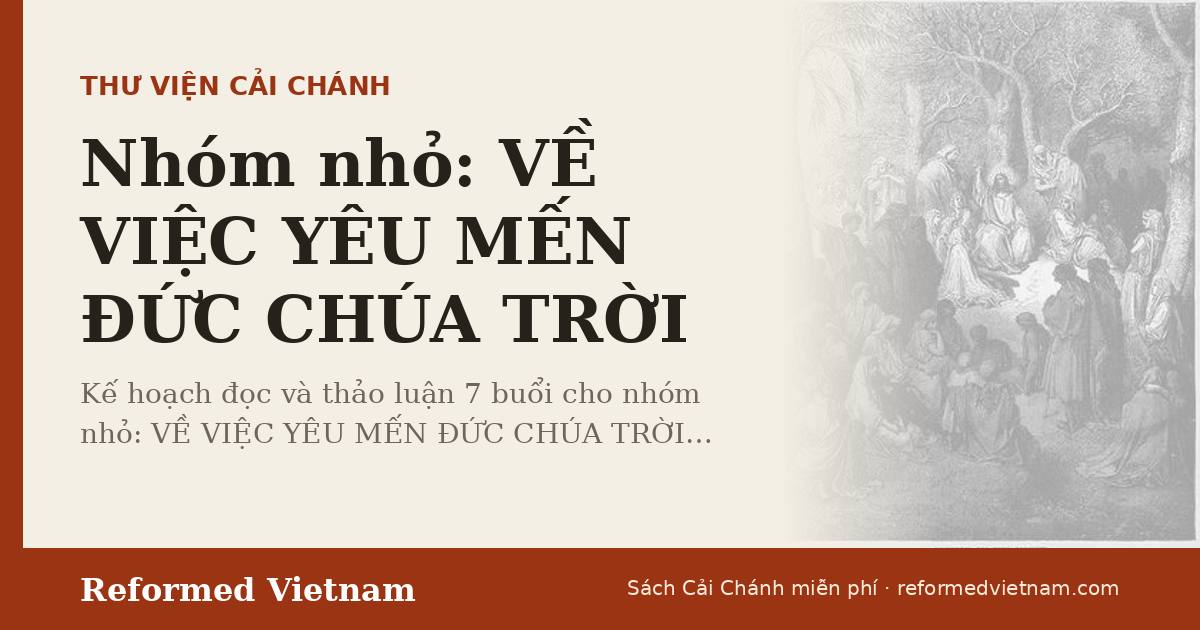 THƯ VIỆN CẢI CHÁNH
Nhóm nhỏ: VỀ
VIỆC YÊU MẾN
ĐỨC CHÚA TRỜI
Kế hoạch đọc và thảo luận 7 buổi cho nhóm
nhỏ: VỀ VIỆC YÊU MẾN ĐỨC CHÚA TRỜI...
Reformed Vietnam
Sách Cải Chánh miễn phí · reformedvietnam.com